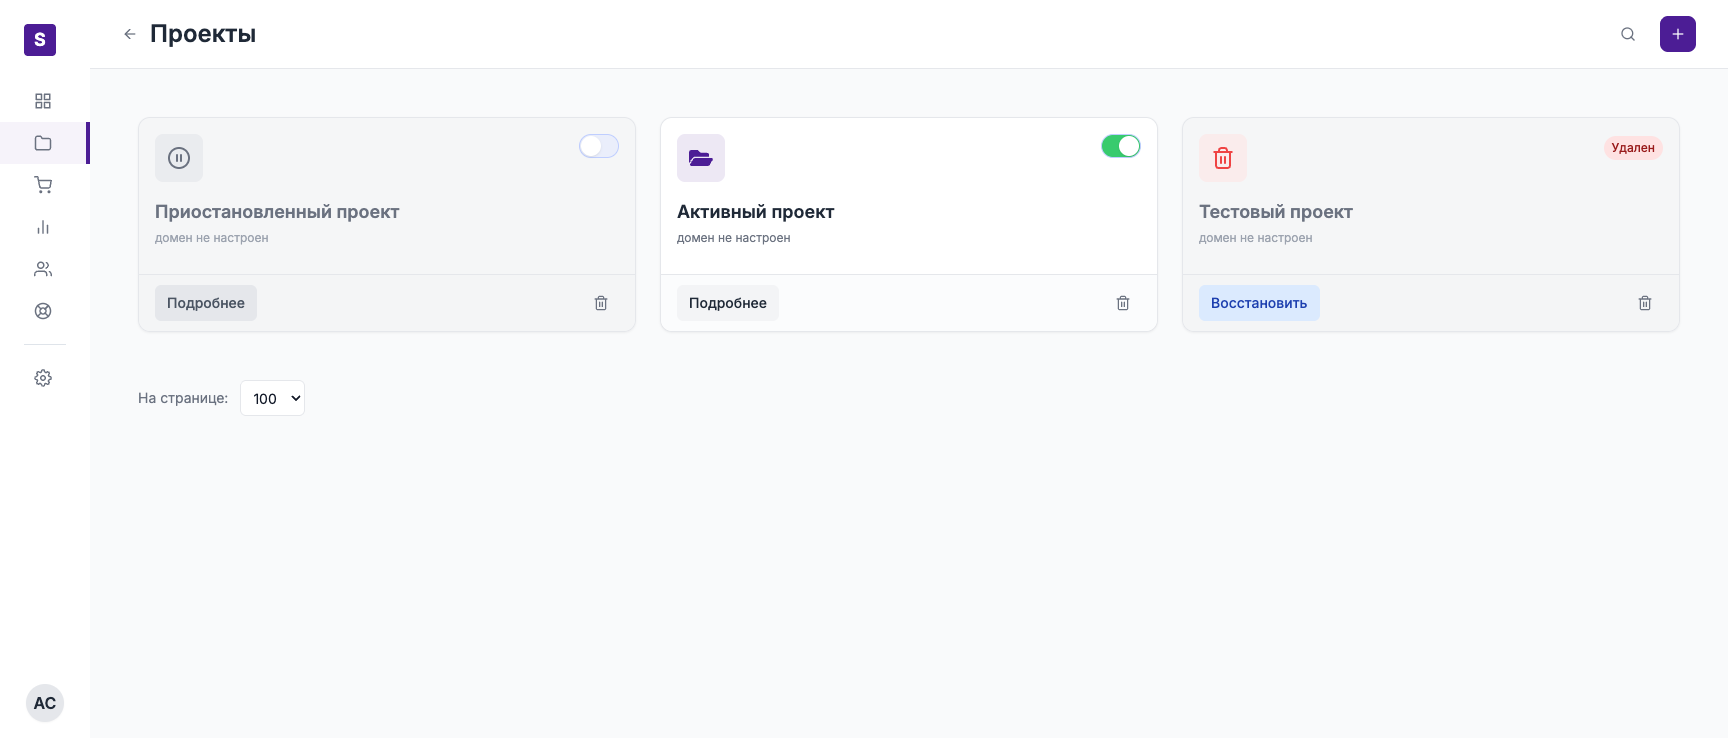 S
Проекты
Приостановленный проект
домен не настроен
Подробнее
Активный проект
домен не настроен
Подробнее
Удален
Тестовый проект
домен не настроен
Восстановить
На странице: 100
AC